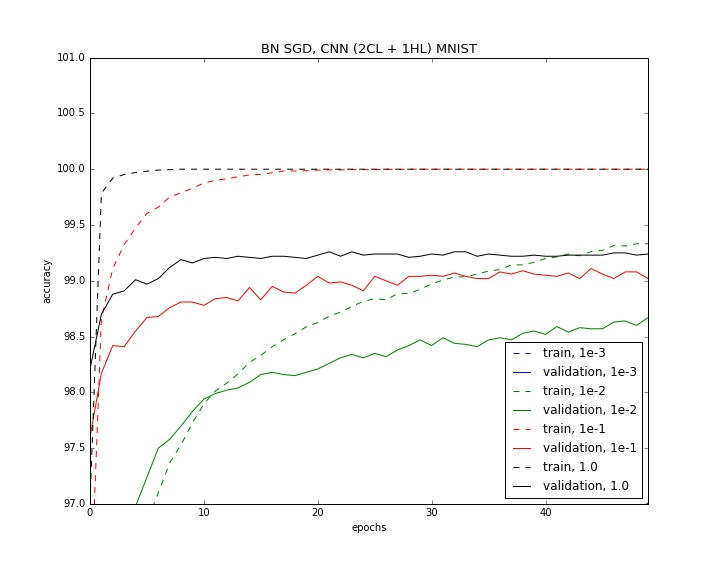 BN SGD, CNN (2CL + 1HL) MNIST
101.0
100.5
100.0
99.5
99.0
98.5
98.0
97.5
97.0
accuracy
0
10
20
30
40
epochs
train, 1e-3
validation, 1e-3
train, 1e-2
validation, 1e-2
train, 1e-1
validation, 1e-1
train, 1.0
validation, 1.0